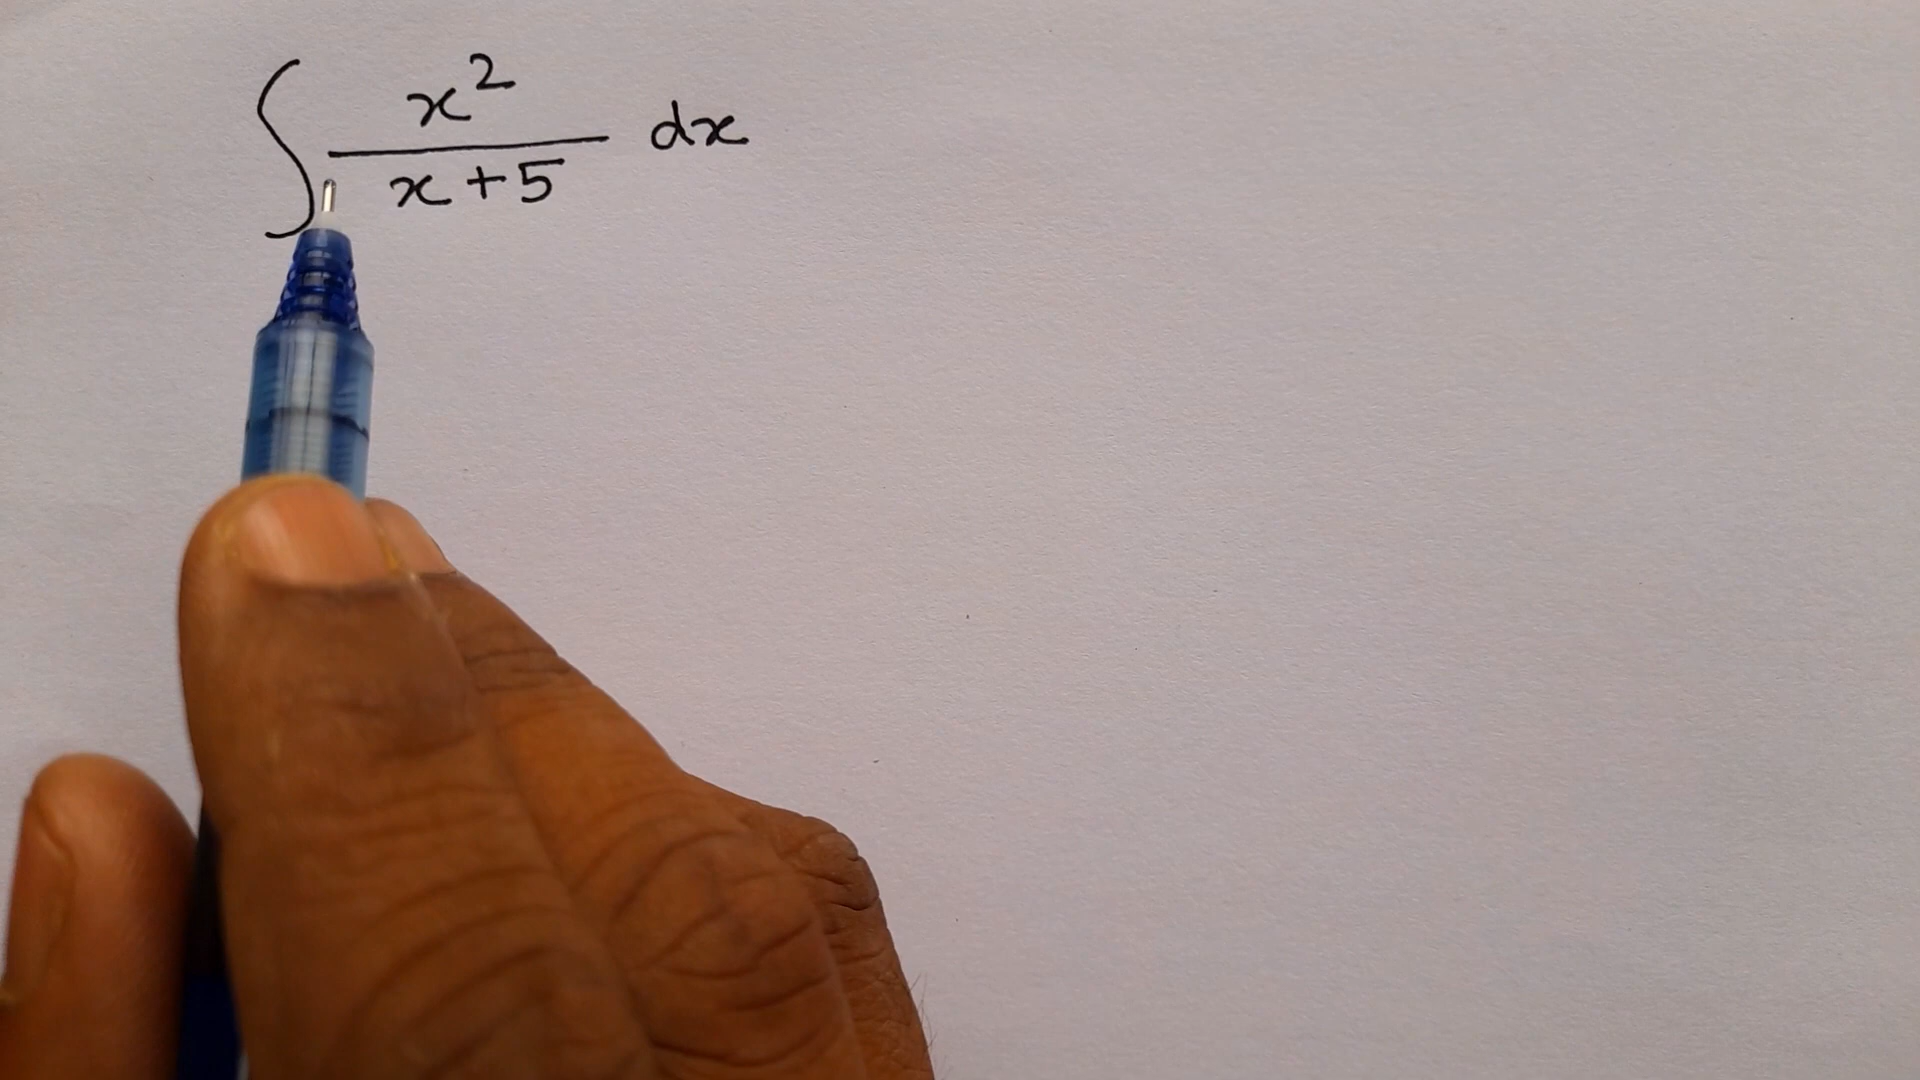 ∫ x² / (x + 5) dx